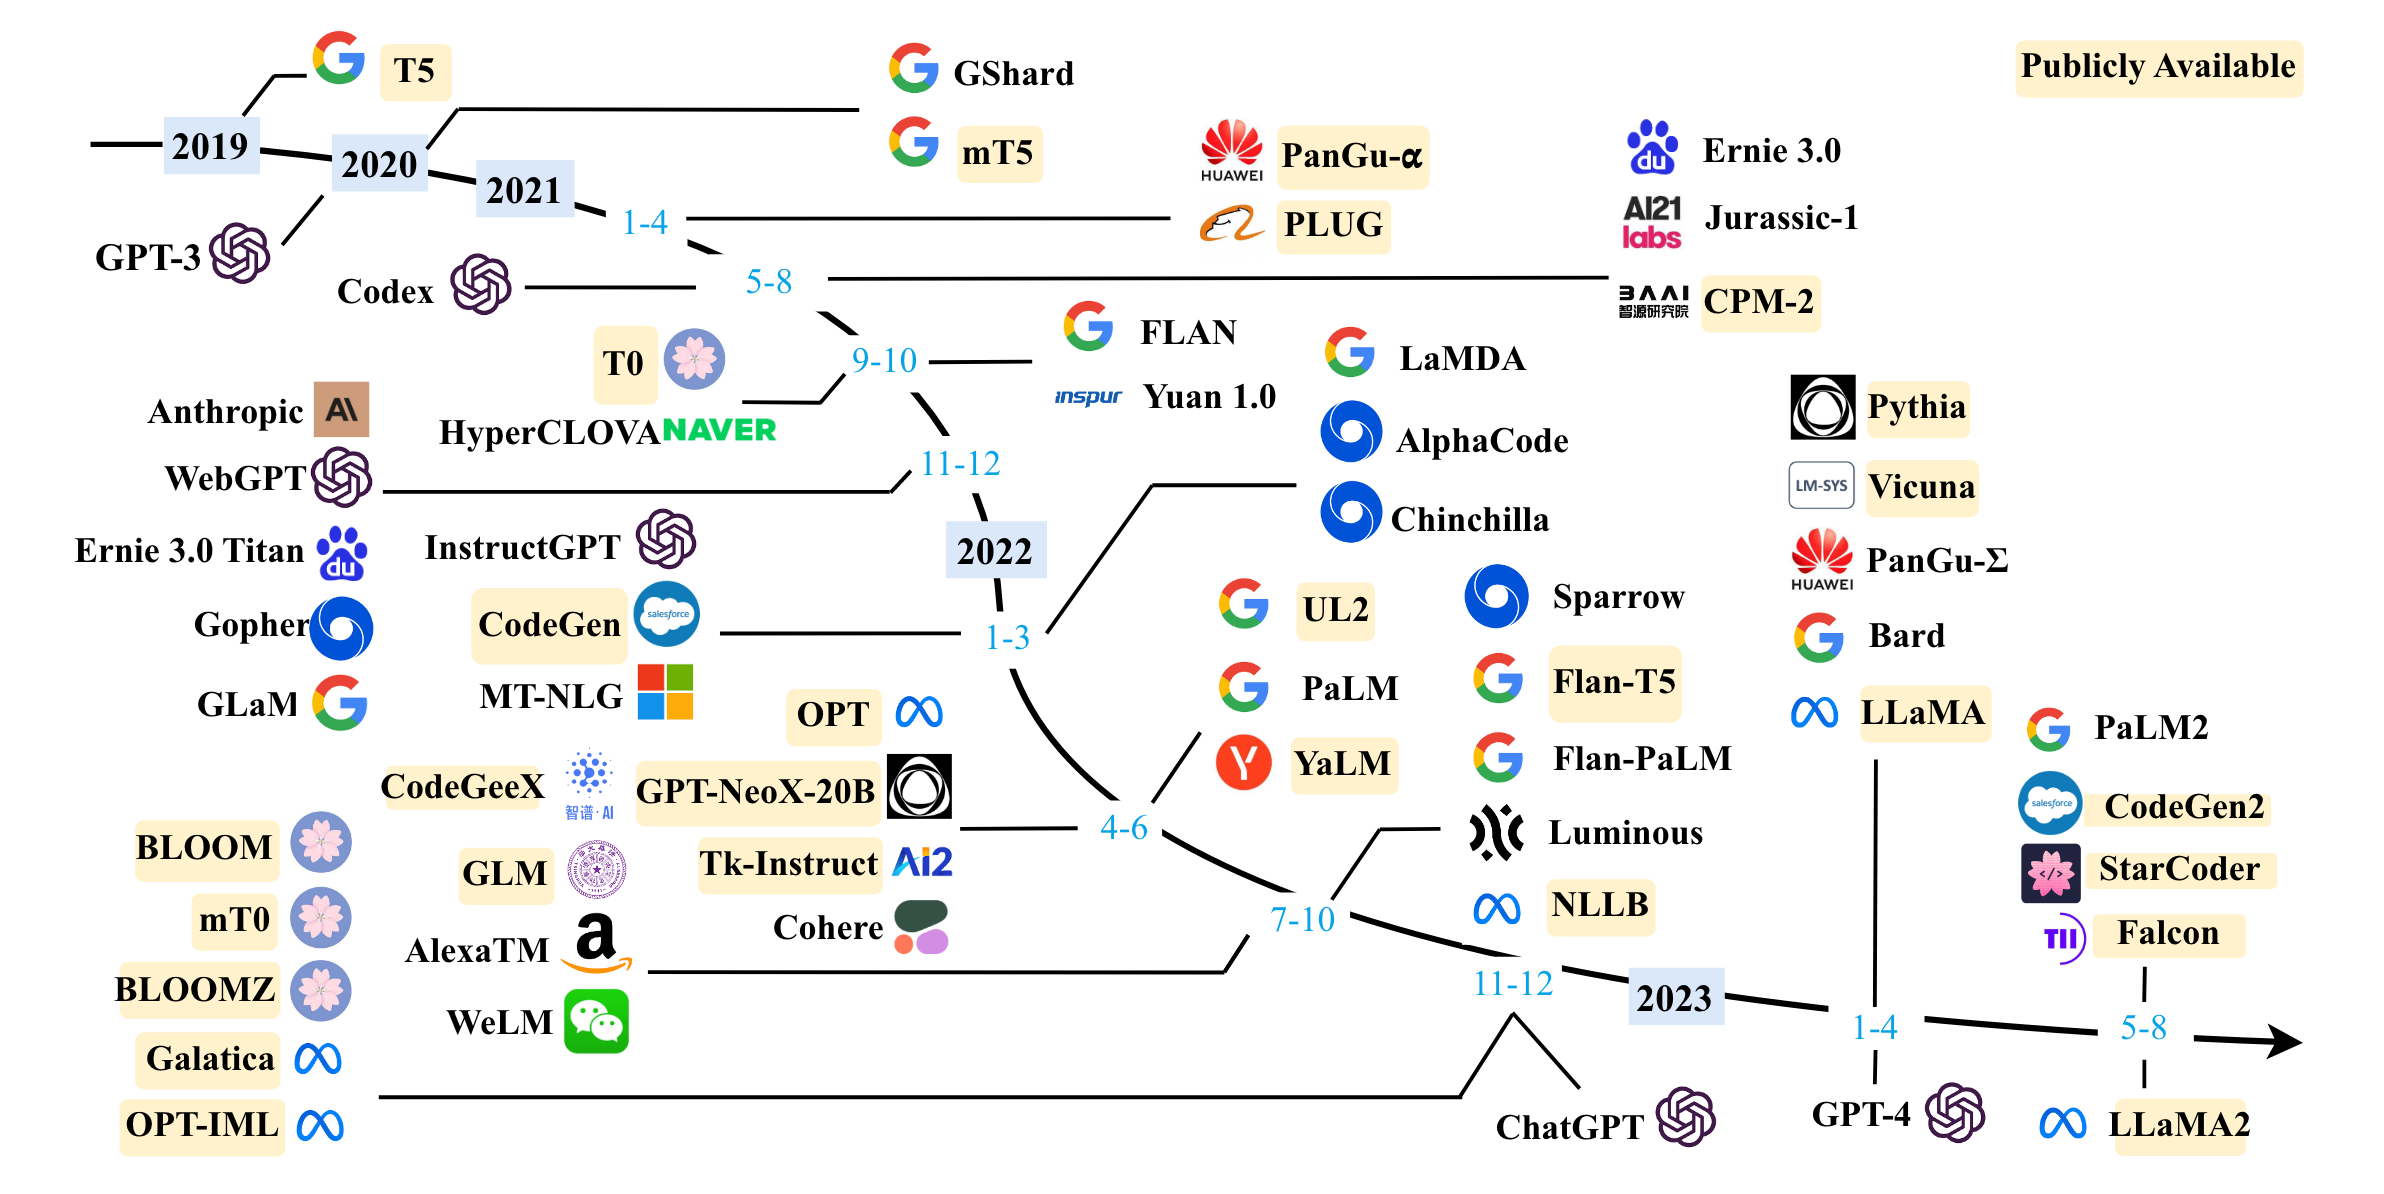 T5
GShard
Publicly Available
2019
2020
mT5
2021
HUAWEI
PanGu-α
PLUG
du
Ernie 3.0
AI21
labs
Jurassic-1
1-4
GPT-3
Codex
5-8
BAAI
智源研究院
CPM-2
T0
9-10
FLAN
inspur
Yuan 1.0
HyperCLOVA
NAVER
LaMDA
AlphaCode
Chinchilla
Anthropic
AI
WebGPT
Ernie 3.0 Titan
du
Gopher
GLaM
11-12
2022
InstructGPT
CodeGen
salesforce
MT-NLG
1-3
UL2
PaLM
YaLM
Sparrow
Flan-T5
Flan-PaLM
Luminous
NLLB
Pythia
LM-SYS
Vicuna
HUAWEI
PanGu-Σ
Bard
LLaMA
OPT
GPT-NeoX-20B
Tk-Instruct
Ai2
Cohere
4-6
CodeGeeX
智谱·AI
GLM
AlexaTM
a
WeLM
7-10
BLOOM
mT0
BLOOMZ
Galatica
OPT-IML
11-12
ChatGPT
2023
1-4
GPT-4
PaLM2
salesforce
CodeGen2
</>
StarCoder
TII
Falcon
5-8
LLaMA2